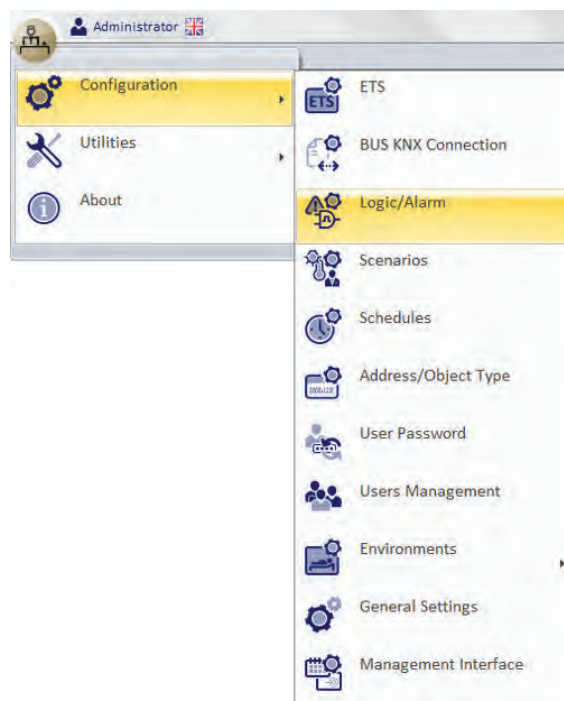 Administrator
Configuration
Utilities
About
ETS
ETS
BUS KNX Connection
Logic/Alarm
Scenarios
Schedules
Address/Object Type
User Password
Users Management
Environments
General Settings
Management Interface